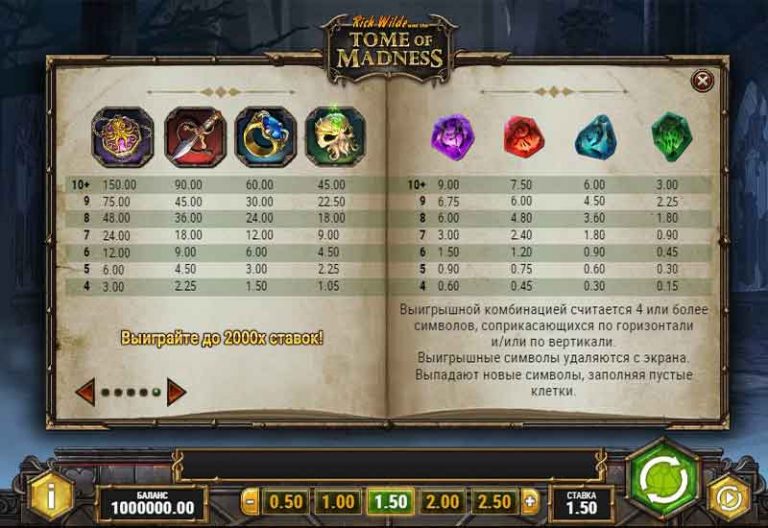 Rich Wilde and the
TOME OF
MADNESS
10+ 150.00 90.00 60.00 45.00
9 75.00 45.00 30.00 22.50
8 48.00 36.00 24.00 18.00
7 24.00 18.00 12.00 9.00
6 12.00 9.00 6.00 4.50
5 6.00 4.50 3.00 2.25
4 3.00 2.25 1.50 1.05
Выиграйте до 2000x ставок!
10+ 9.00 7.50 6.00 3.00
9 6.75 6.00 4.50 2.25
8 6.00 4.80 3.60 1.80
7 3.00 2.40 1.80 0.90
6 1.50 1.20 0.90 0.45
5 0.90 0.75 0.60 0.30
4 0.60 0.45 0.30 0.15
Выигрышной комбинацией считается 4 или более
символов, соприкасающихся по горизонтали
и/или по вертикали.
Выигрышные символы удаляются с экрана.
Выпадают новые символы, заполняя пустые
клетки.
БАЛАНС
1000000.00
- 0.50 1.00 1.50 2.00 2.50 +
СТАВКА
1.50